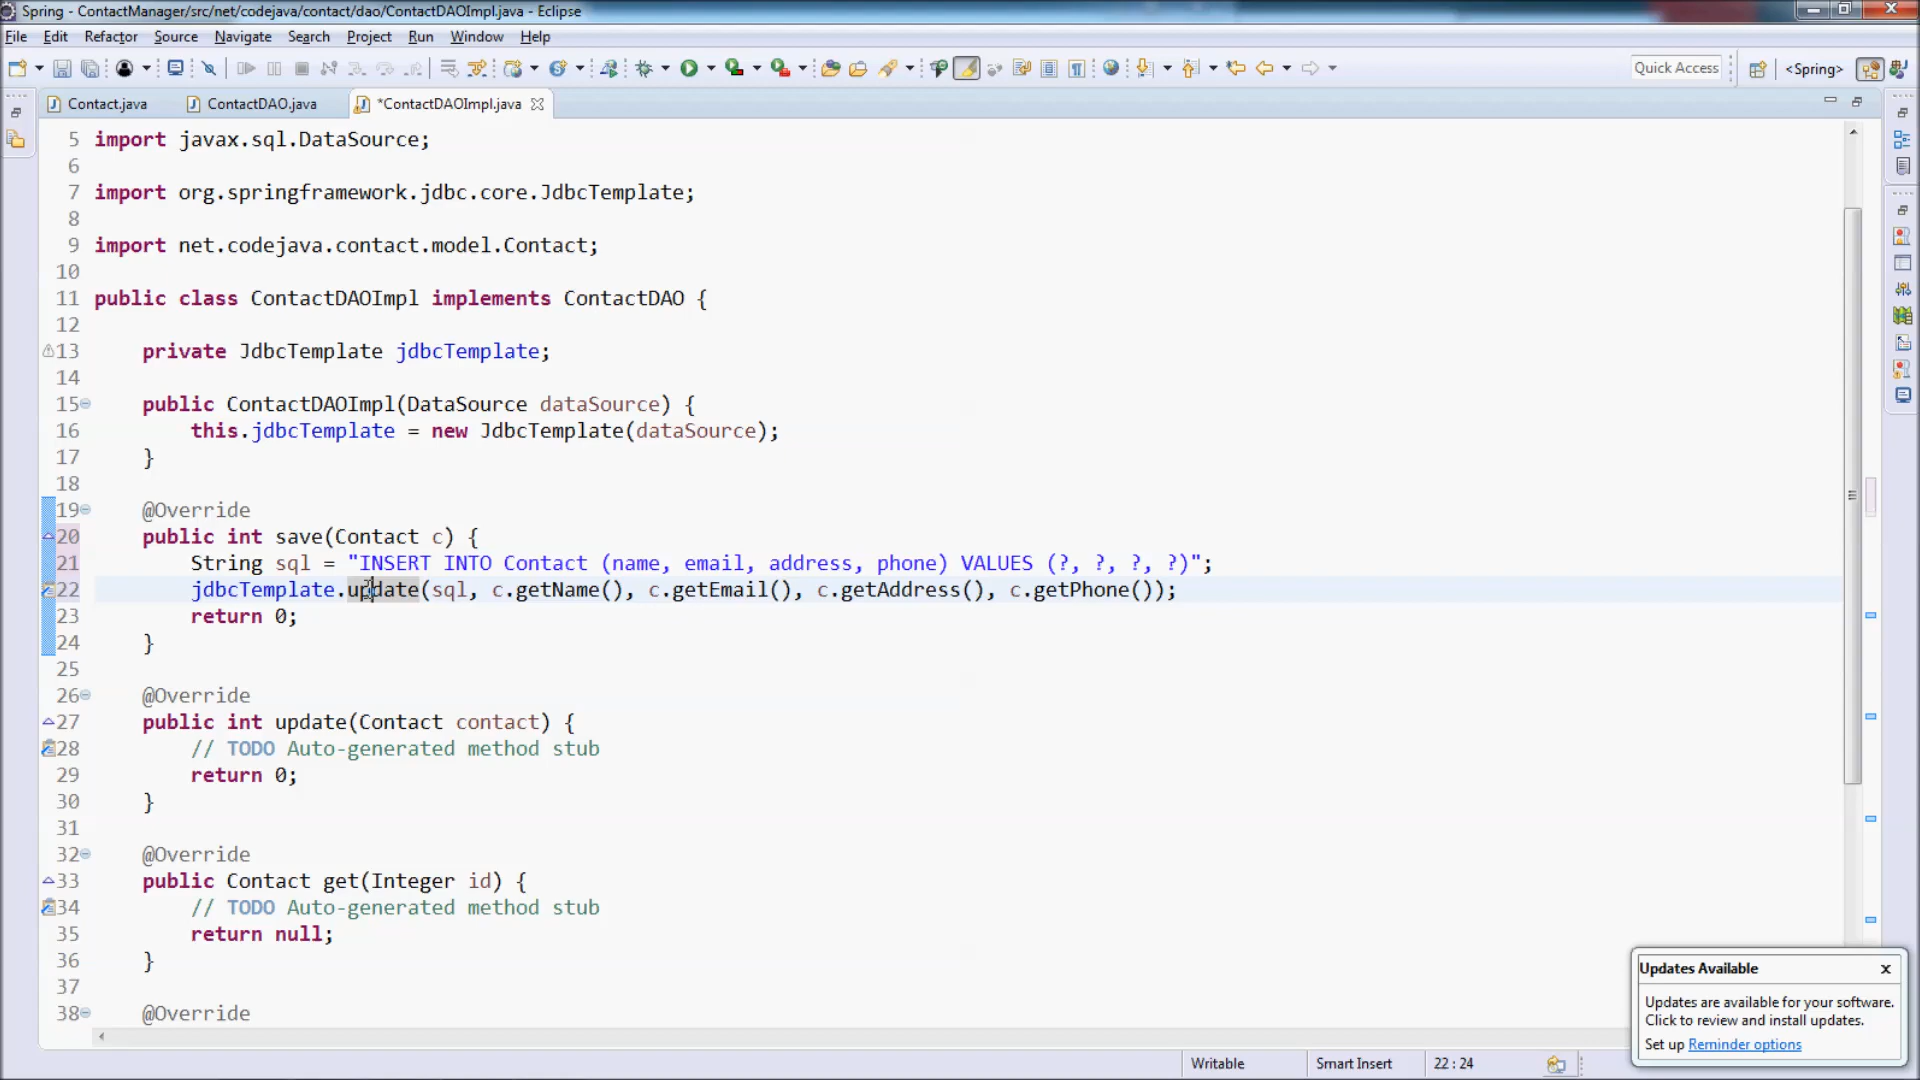 Spring - ContactManager/src/net/codejava/contact/dao/ContactDAOImpl.java - Eclipse
File Edit Refactor Source Navigate Search Project Run Window Help
Quick Access <Spring>
Contact.java ContactDAO.java *ContactDAOImpl.java
5 import javax.sql.DataSource;
6
7 import org.springframework.jdbc.core.JdbcTemplate;
8
9 import net.codejava.contact.model.Contact;
10
11 public class ContactDAOImpl implements ContactDAO {
12
13 private JdbcTemplate jdbcTemplate;
14
15 public ContactDAOImpl(DataSource dataSource) {
16 this.jdbcTemplate = new JdbcTemplate(dataSource);
17 }
18
19 @Override
20 public int save(Contact c) {
21 String sql = "INSERT INTO Contact (name, email, address, phone) VALUES (?, ?, ?, ?)";
22 jdbcTemplate.update(sql, c.getName(), c.getEmail(), c.getAddress(), c.getPhone());
23 return 0;
24 }
25
26 @Override
27 public int update(Contact contact) {
28 // TODO Auto-generated method stub
29 return 0;
30 }
31
32 @Override
33 public Contact get(Integer id) {
34 // TODO Auto-generated method stub
35 return null;
36 }
37
38 @Override
Updates Available x
Updates are available for your software.
Click to review and install updates.
Set up Reminder options
Writable Smart Insert 22 : 24